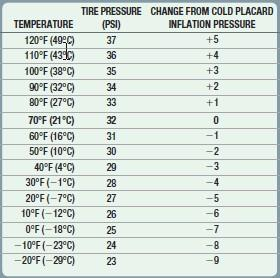 TEMPERATURE TIRE PRESSURE (PSI) CHANGE FROM COLD PLACARD INFLATION PRESSURE
120°F (49°C) 37 +5
110°F (43°C) 36 +4
100°F (38°C) 35 +3
90°F (32°C) 34 +2
80°F (27°C) 33 +1
70°F (21°C) 32 0
60°F (16°C) 31 −1
50°F (10°C) 30 −2
40°F (4°C) 29 −3
30°F (−1°C) 28 −4
20°F (−7°C) 27 −5
10°F (−12°C) 26 −6
0°F (−18°C) 25 −7
−10°F (−23°C) 24 −8
−20°F (−29°C) 23 −9